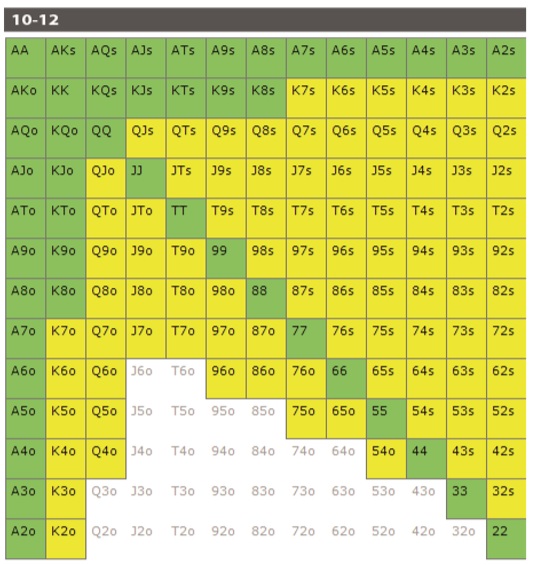 10-12
AA AKs AQs AJs ATs A9s A8s A7s A6s A5s A4s A3s A2s
AKo KK KQs KJs KTs K9s K8s K7s K6s K5s K4s K3s K2s
AQo KQo QQ QJs QTs Q9s Q8s Q7s Q6s Q5s Q4s Q3s Q2s
AJo KJo QJo JJ JTs J9s J8s J7s J6s J5s J4s J3s J2s
ATo KTo QTo JTo TT T9s T8s T7s T6s T5s T4s T3s T2s
A9o K9o Q9o J9o T9o 99 98s 97s 96s 95s 94s 93s 92s
A8o K8o Q8o J8o T8o 98o 88 87s 86s 85s 84s 83s 82s
A7o K7o Q7o J7o T7o 97o 87o 77 76s 75s 74s 73s 72s
A6o K6o Q6o J6o T6o 96o 86o 76o 66 65s 64s 63s 62s
A5o K5o Q5o J5o T5o 95o 85o 75o 65o 55 54s 53s 52s
A4o K4o Q4o J4o T4o 94o 84o 74o 64o 54o 44 43s 42s
A3o K3o Q3o J3o T3o 93o 83o 73o 63o 53o 43o 33 32s
A2o K2o Q2o J2o T2o 92o 82o 72o 62o 52o 42o 32o 22